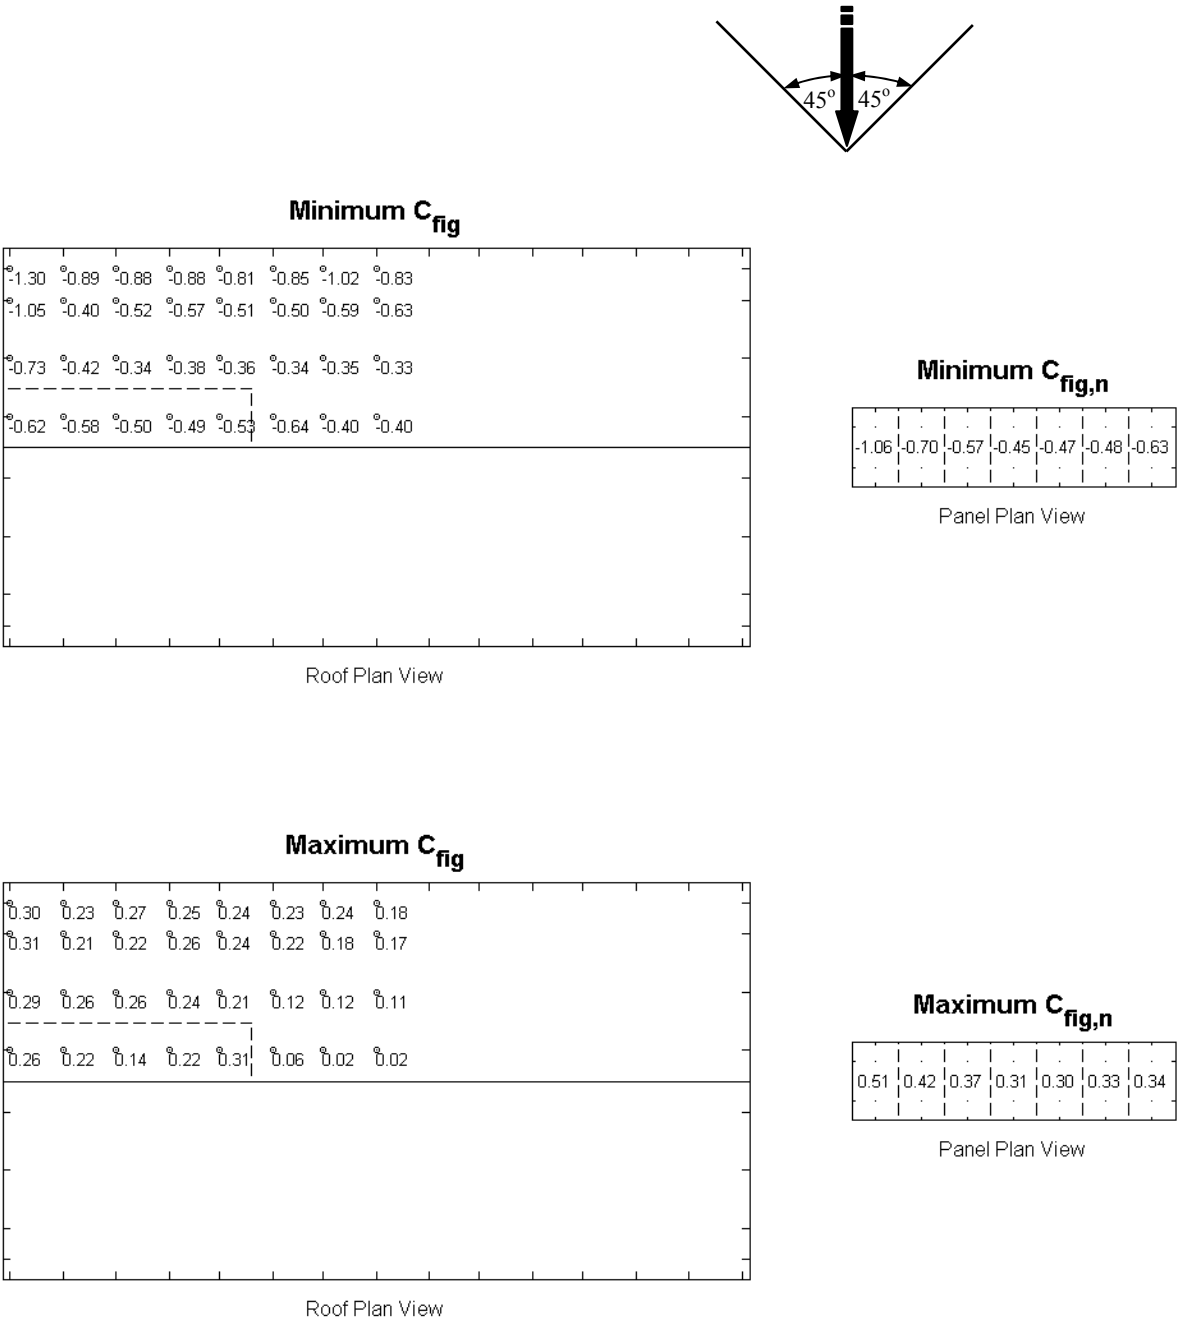 45° 45°
Minimum Cfig
-1.30 -0.89 -0.88 -0.88 -0.81 -0.85 -1.02 -0.83
-1.05 -0.40 -0.52 -0.57 -0.51 -0.50 -0.59 -0.63
-0.73 -0.42 -0.34 -0.38 -0.36 -0.34 -0.35 -0.33
-0.62 -0.58 -0.50 -0.49 -0.53 -0.64 -0.40 -0.40
Roof Plan View
Minimum Cfig,n
-1.06 -0.70 -0.57 -0.45 -0.47 -0.48 -0.63
Panel Plan View
Maximum Cfig
0.30 0.23 0.27 0.25 0.24 0.23 0.24 0.18
0.31 0.21 0.22 0.26 0.24 0.22 0.18 0.17
0.29 0.26 0.26 0.24 0.21 0.12 0.12 0.11
0.26 0.22 0.14 0.22 0.31 0.06 0.02 0.02
Roof Plan View
Maximum Cfig,n
0.51 0.42 0.37 0.31 0.30 0.33 0.34
Panel Plan View